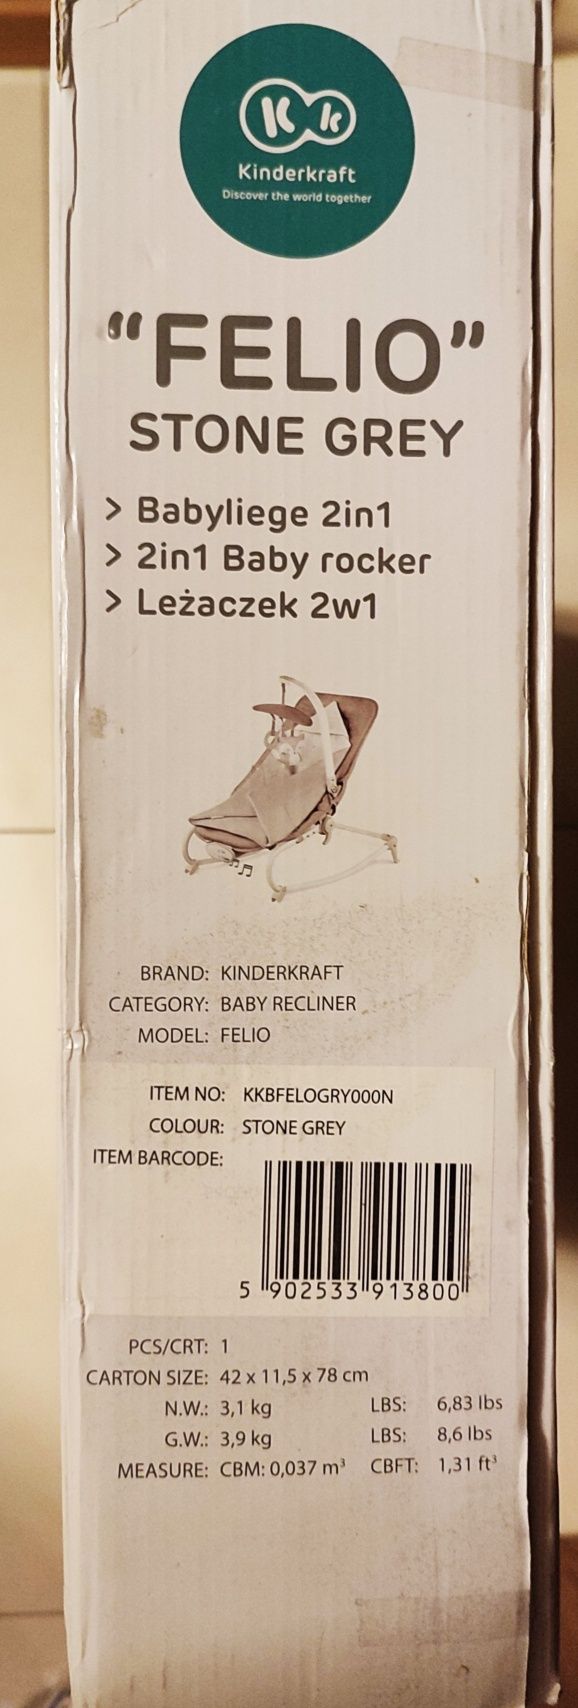 Kk
Kinderkraft
Discover the world together
"FELIO"
STONE GREY
> Babyliege 2in1
> 2in1 Baby rocker
> Leżaczek 2w1
BRAND: KINDERKRAFT
CATEGORY: BABY RECLINER
MODEL: FELIO
ITEM NO: KKBFELOGRY000N
COLOUR: STONE GREY
ITEM BARCODE:
5 902533 913800
PCS/CRT: 1
CARTON SIZE: 42 x 11,5 x 78 cm
N.W.: 3,1 kg LBS: 6,83 lbs
G.W.: 3,9 kg LBS: 8,6 lbs
MEASURE: CBM: 0,037 m³ CBFT: 1,31 ft³